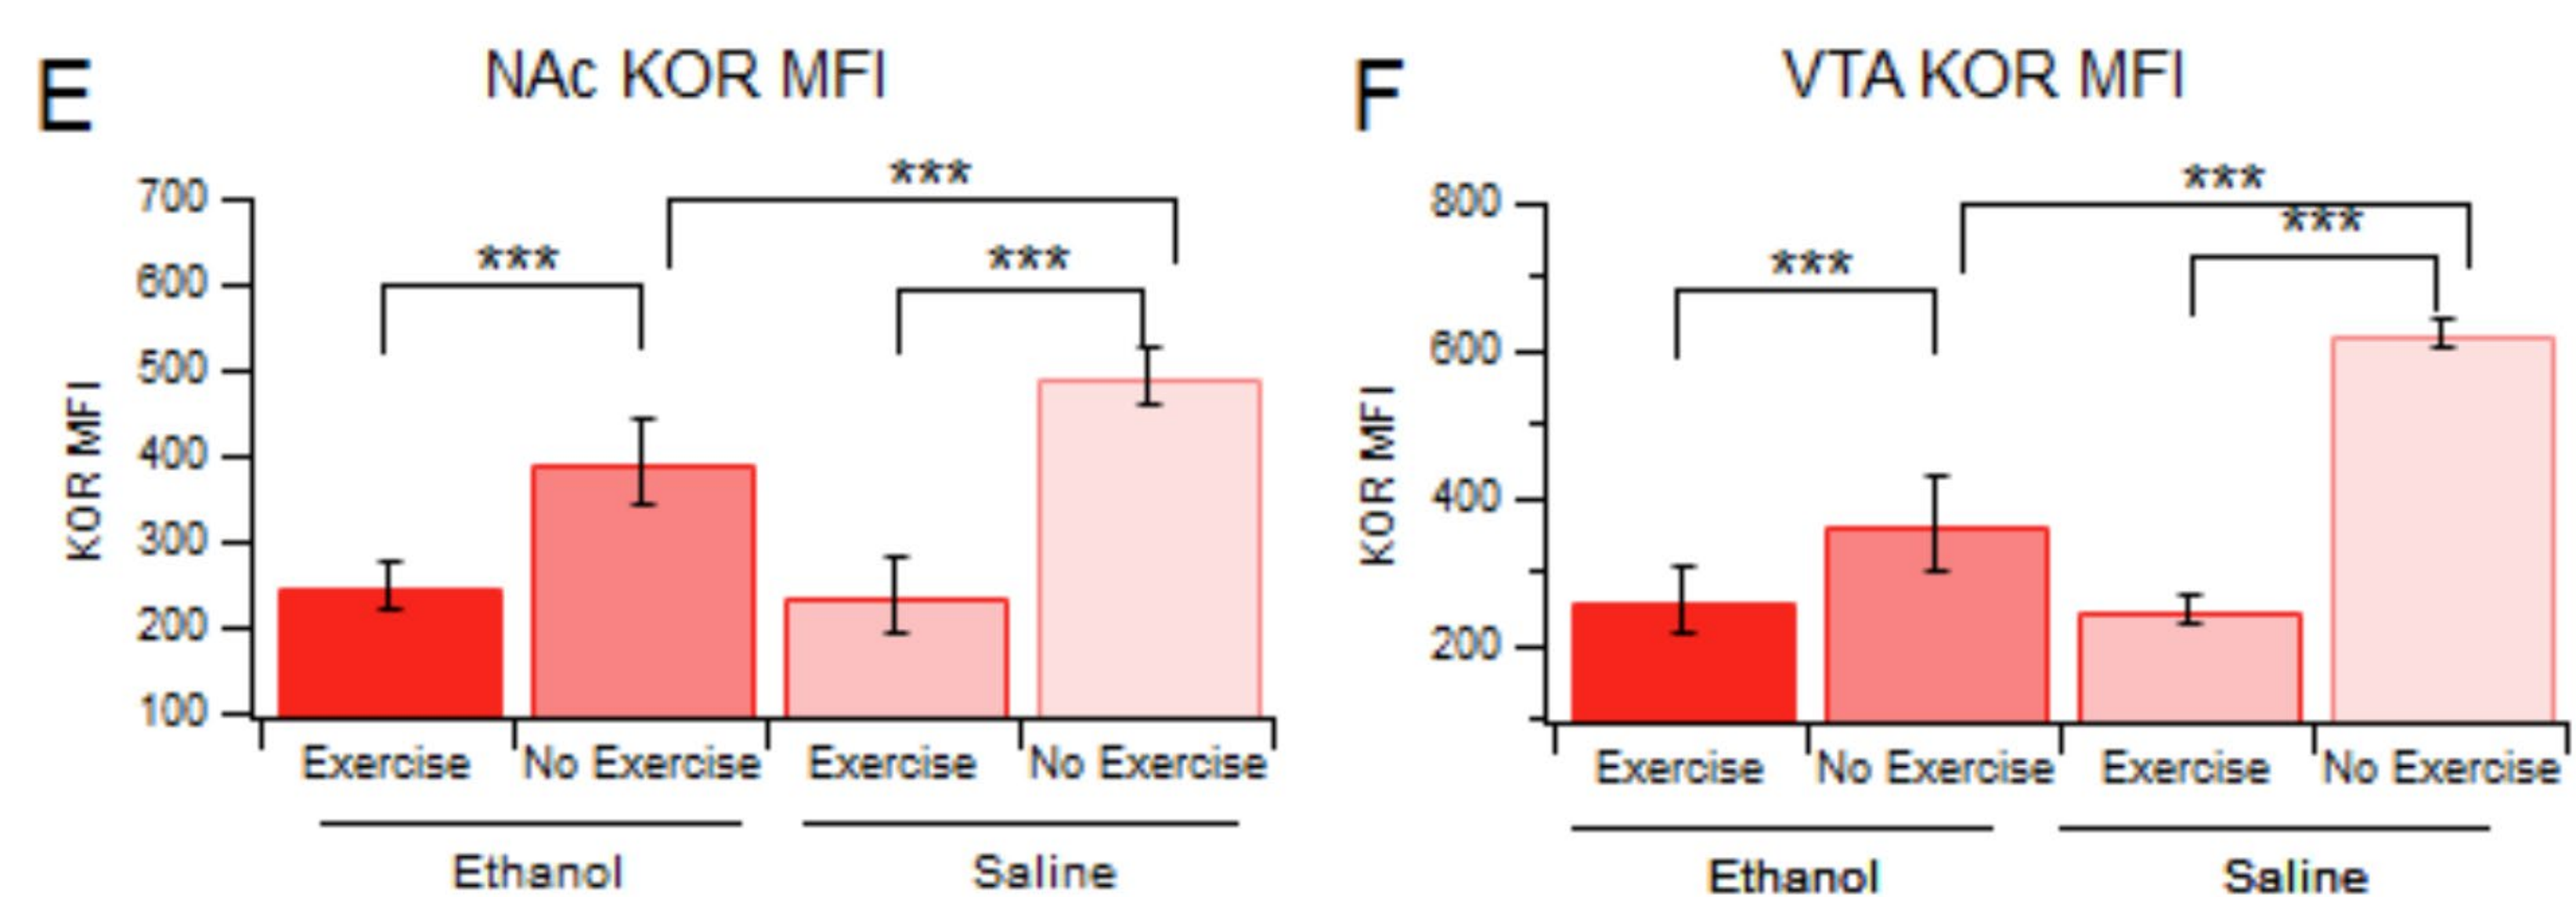 E
NAc KOR MFI
KOR MFI
700
600
500
400
300
200
100
***
***
***
Exercise
No Exercise
Exercise
No Exercise
Ethanol
Saline
F
VTA KOR MFI
KOR MFI
800
600
400
200
***
***
***
Exercise
No Exercise
Exercise
No Exercise
Ethanol
Saline